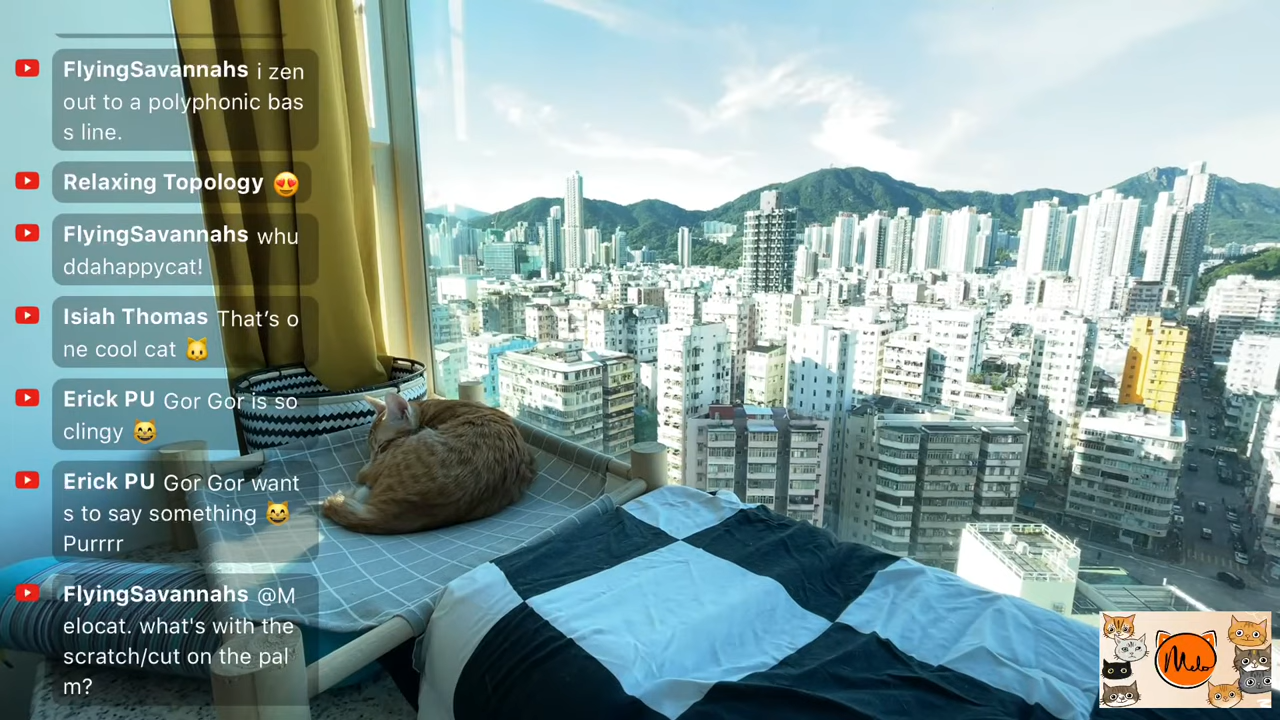 FlyingSavannahs i zen
out to a polyphonic bas
s line.
Relaxing Topology 😍
FlyingSavannahs whu
ddahappycat!
Isiah Thomas That’s o
ne cool cat 🐱
Erick PU Gor Gor is so
clingy 😸
Erick PU Gor Gor want
s to say something 😸
Purrrr
FlyingSavannahs @M
elocat. what's with the
scratch/cut on the pal
m?
Melo